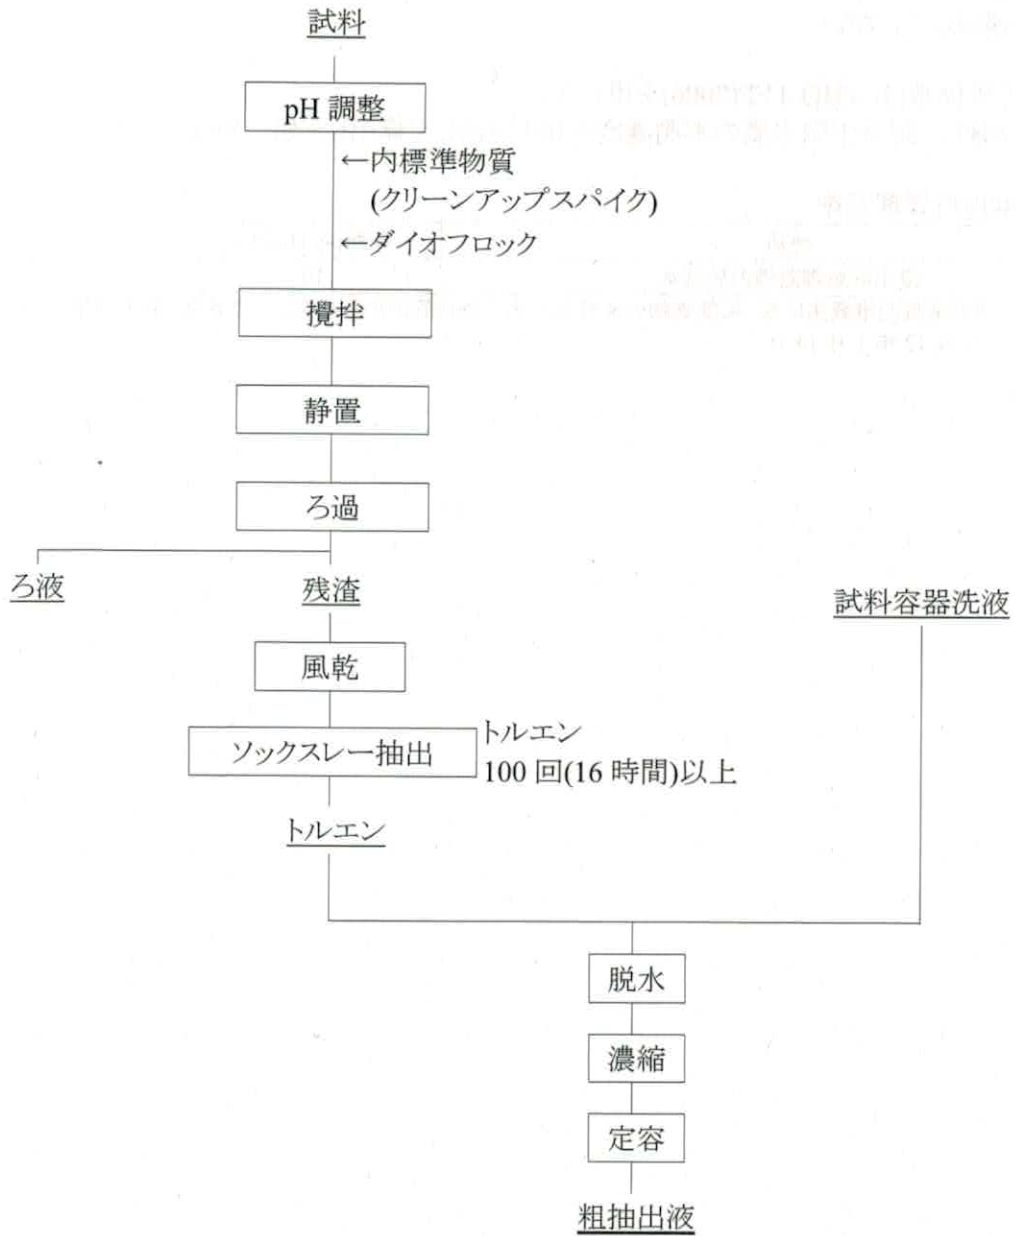 試料
pH 調整
←内標準物質
(クリーンアップスパイク)
←ダイオフロック
攪拌
静置
ろ過
ろ液
残渣
試料容器洗液
風乾
ソックスレー抽出
トルエン
100 回(16 時間)以上
トルエン
脱水
濃縮
定容
粗抽出液